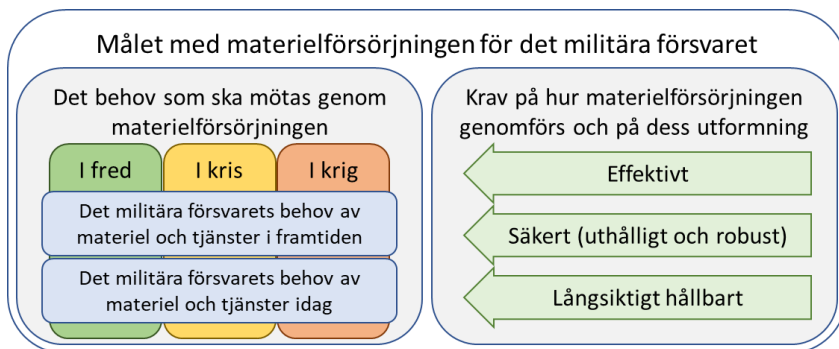 Målet med materielförsörjningen för det militära försvaret
Det behov som ska mötas genom
materielförsörjningen
I fred
I kris
I krig
Det militära försvarets behov av
materiel och tjänster i framtiden
Det militära försvarets behov av
materiel och tjänster idag
Krav på hur materielförsörjningen
genomförs och på dess utformning
Effektivt
Säkert (uthålligt och robust)
Långsiktigt hållbart